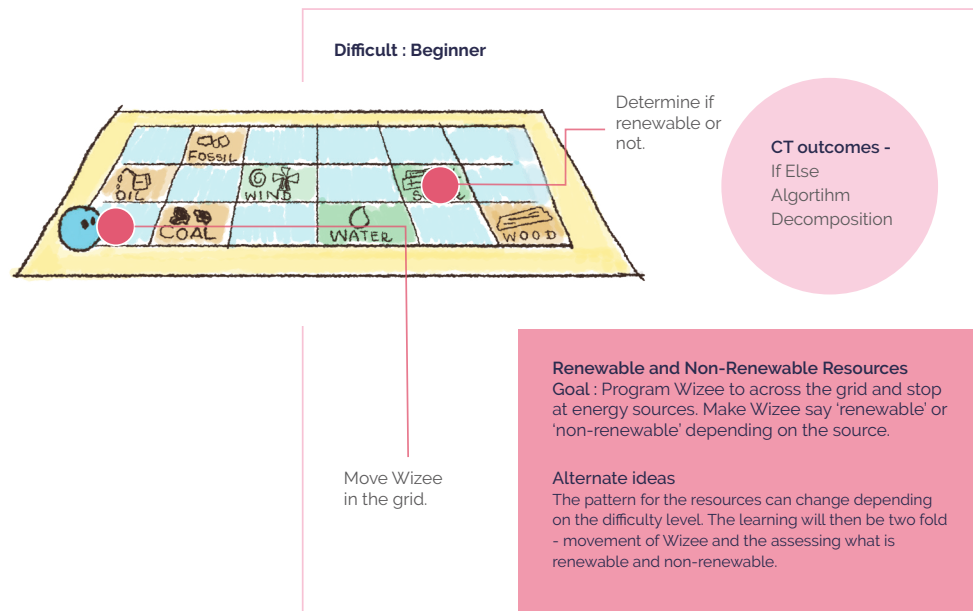 Difficult : Beginner
Determine if
renewable or
not.
CT outcomes -
If Else
Algortihm
Decomposition
FOSSIL
OIL
WIND
COAL
WATER
WOOD
Move Wizee
in the grid.
Renewable and Non-Renewable Resources
Goal : Program Wizee to across the grid and stop
at energy sources. Make Wizee say ‘renewable’ or
‘non-renewable’ depending on the source.
Alternate ideas
The pattern for the resources can change depending
on the difficulty level. The learning will then be two fold
- movement of Wizee and the assessing what is
renewable and non-renewable.